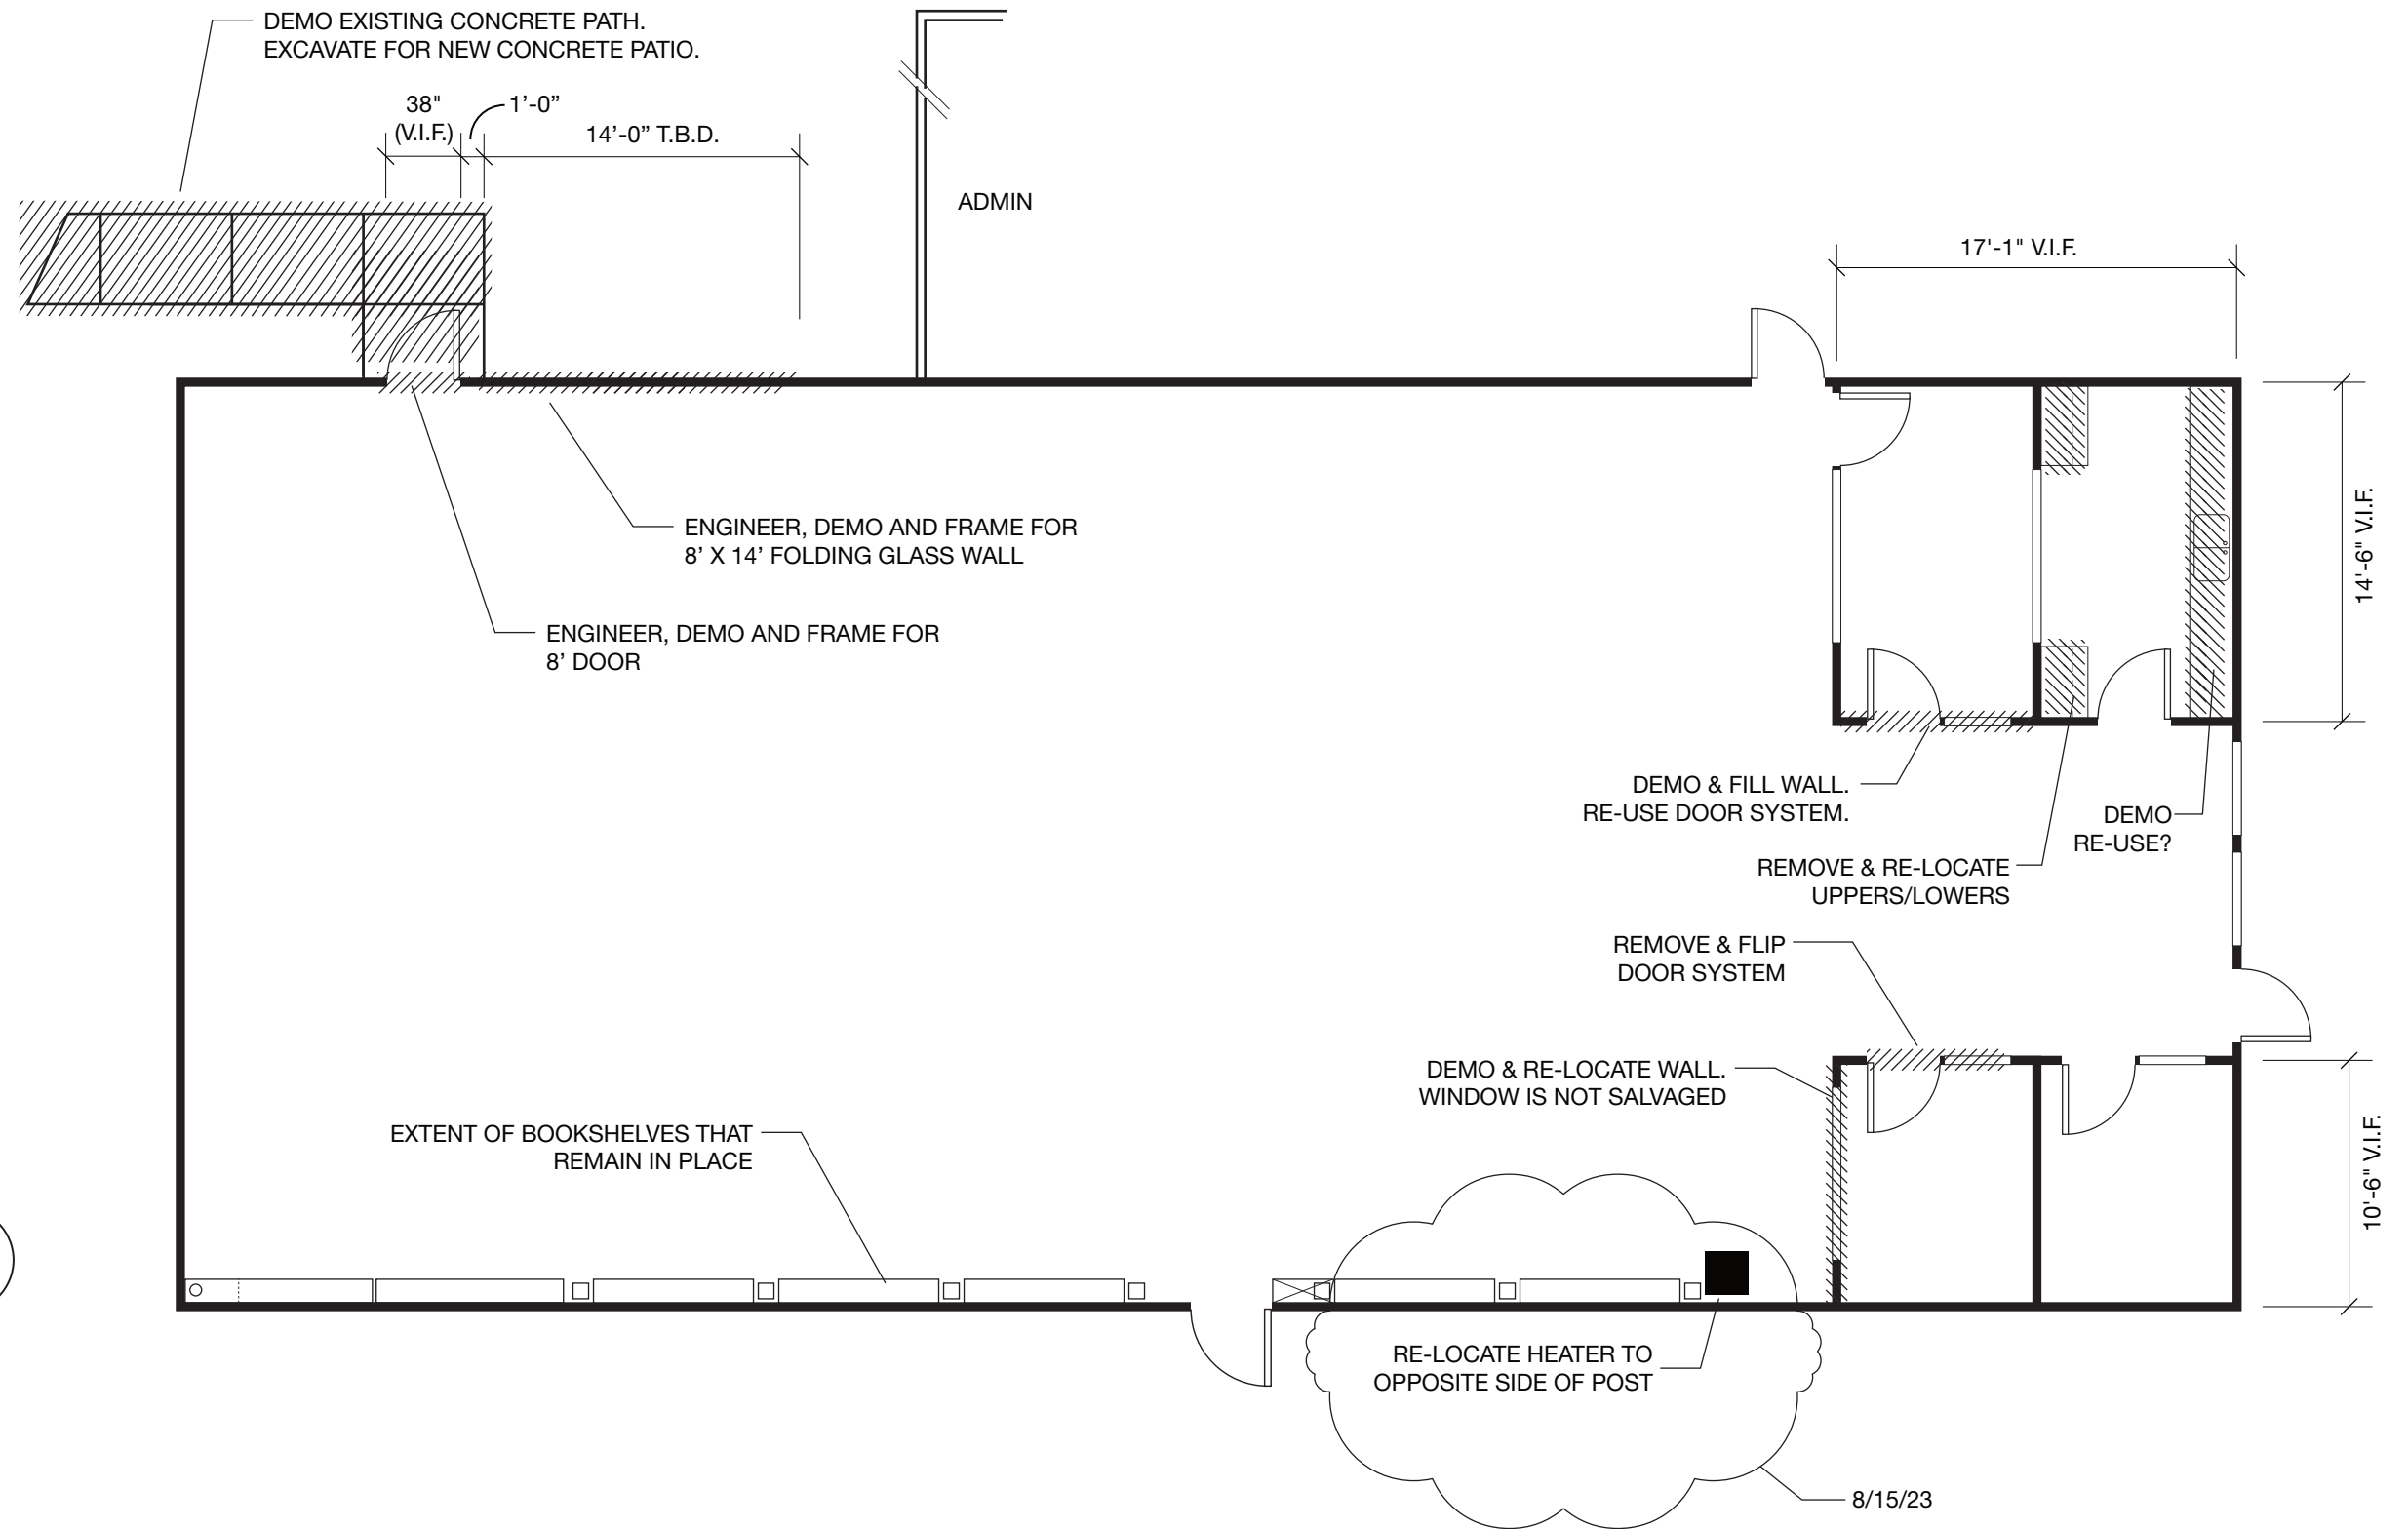 DEMO EXISTING CONCRETE PATH.
EXCAVATE FOR NEW CONCRETE PATIO.
38"
(V.I.F.)
1’-0”
14’-0” T.B.D.
ADMIN
17'-1" V.I.F.
14'-6" V.I.F.
ENGINEER, DEMO AND FRAME FOR
8’ X 14’ FOLDING GLASS WALL
ENGINEER, DEMO AND FRAME FOR
8’ DOOR
DEMO & FILL WALL.
RE-USE DOOR SYSTEM.
DEMO
RE-USE?
REMOVE & RE-LOCATE
UPPERS/LOWERS
REMOVE & FLIP
DOOR SYSTEM
DEMO & RE-LOCATE WALL.
WINDOW IS NOT SALVAGED
EXTENT OF BOOKSHELVES THAT
REMAIN IN PLACE
10'-6" V.I.F.
RE-LOCATE HEATER TO
OPPOSITE SIDE OF POST
8/15/23